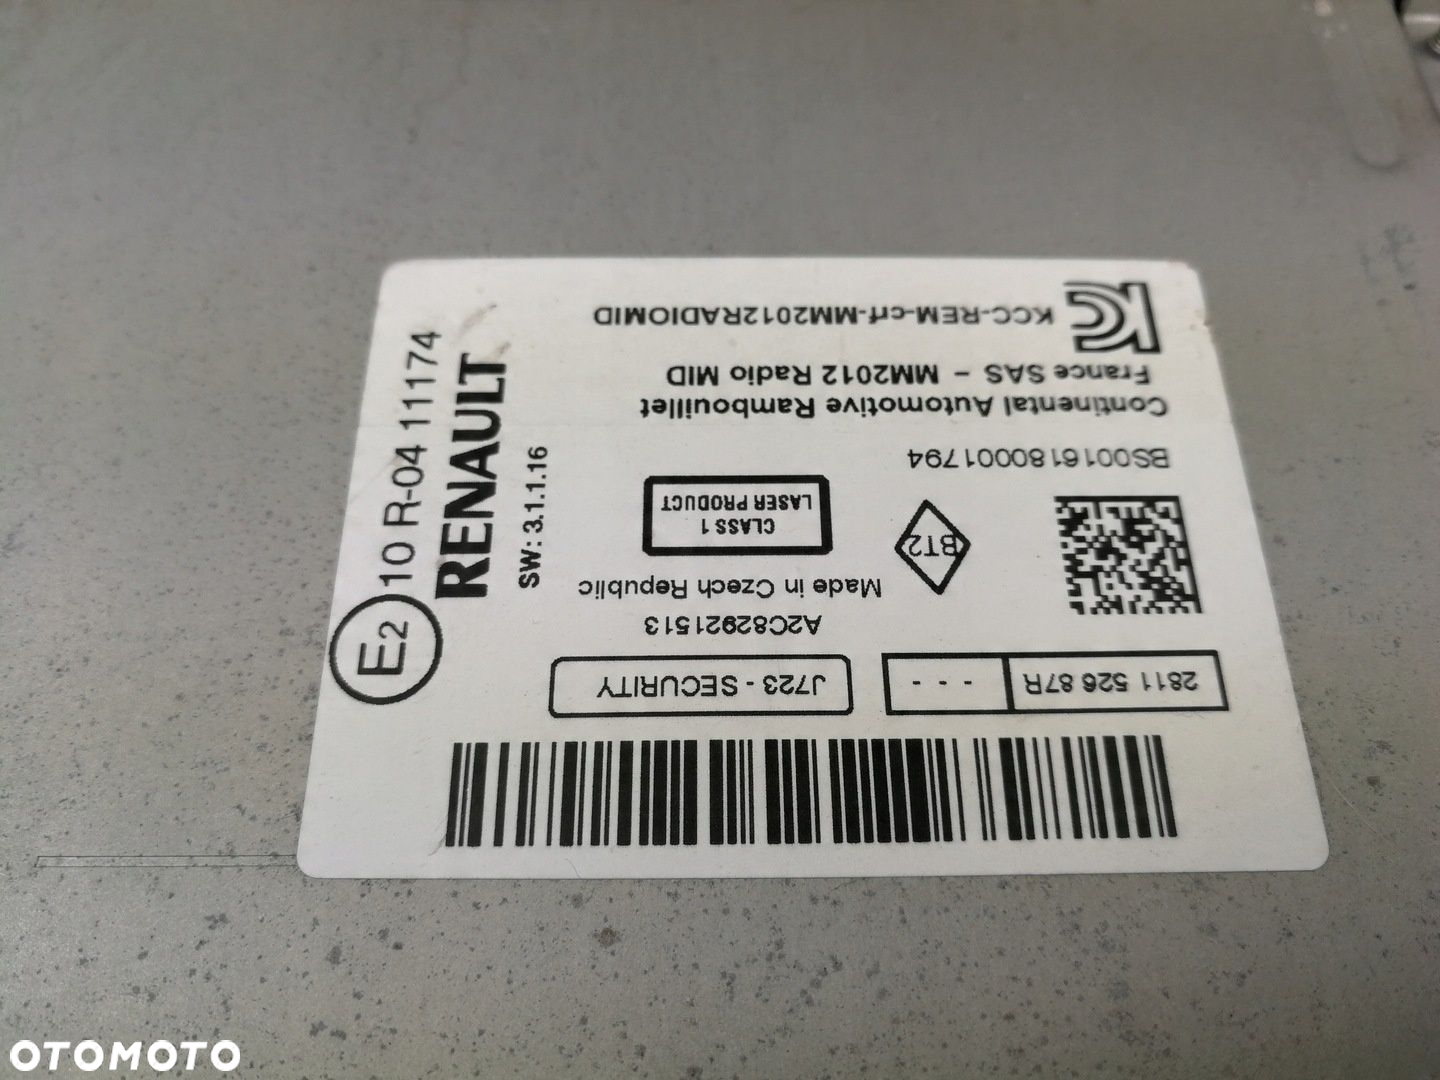 KCC-REM-crf-MM2012RADIOMID
Continental Automotive Rambouillet
France SAS - MM2012 Radio MID
BS0016180001794
BT2
CLASS 1
LASER PRODUCT
Made in Czech Republic
A2C82921513
2811 526 87R
- - -
J723 - SECURITY
E2
10 R-04 11174
RENAULT
SW: 3.1.1.16
OTOMOTO